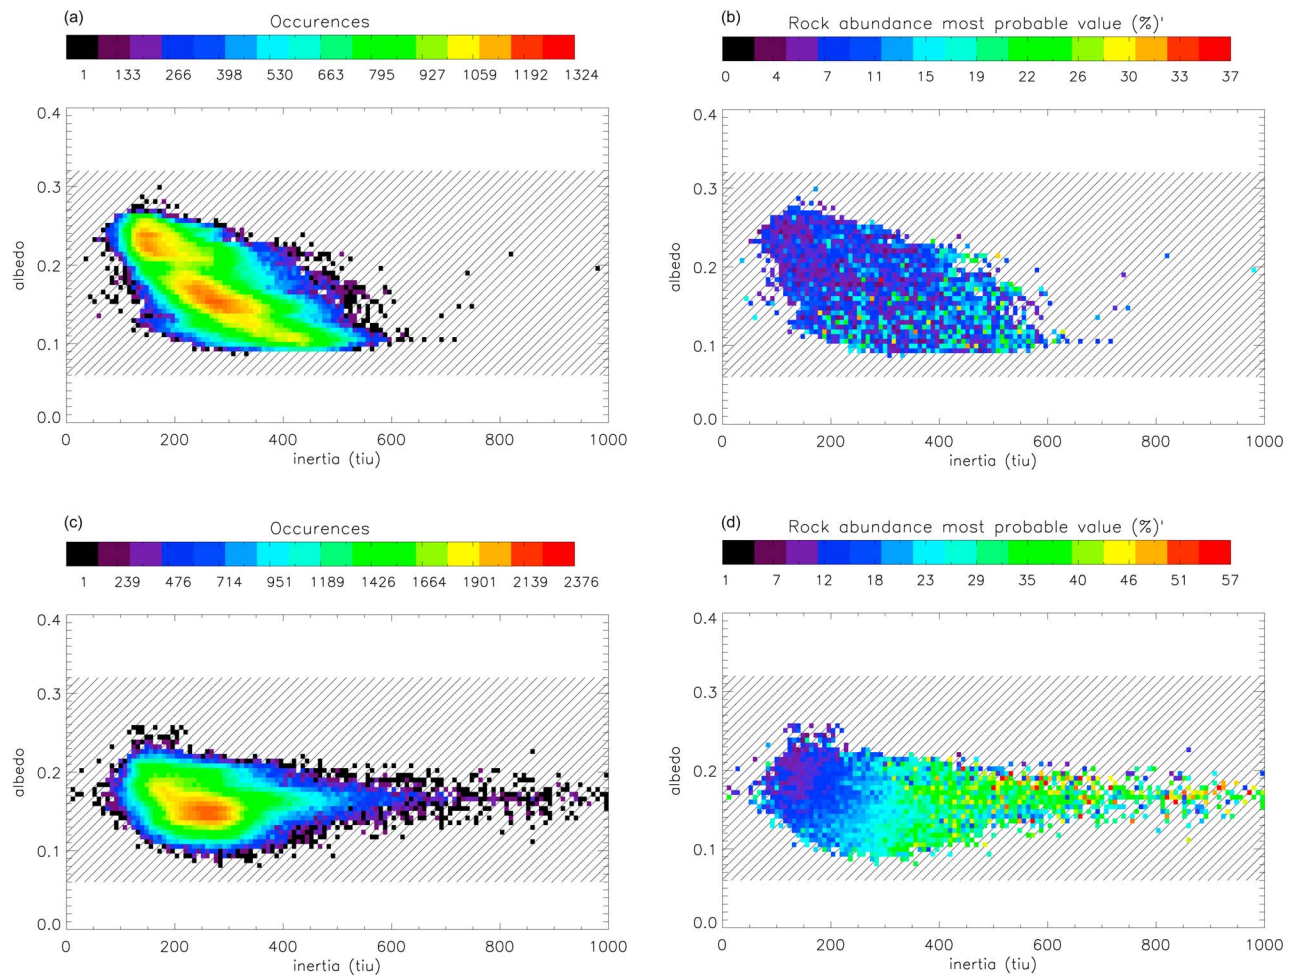 (a) Occurences
1 133 266 398 530 663 795 927 1059 1192 1324
0.4
0.3
0.2
0.1
0.0
albedo
0 200 400 600 800 1000
inertia (tiu)
(b) Rock abundance most probable value (%)'
0 4 7 11 15 19 22 26 30 33 37
0.4
0.3
0.2
0.1
0.0
albedo
0 200 400 600 800 1000
inertia (tiu)
(c) Occurences
1 239 476 714 951 1189 1426 1664 1901 2139 2376
0.4
0.3
0.2
0.1
0.0
albedo
0 200 400 600 800 1000
inertia (tiu)
(d) Rock abundance most probable value (%)'
1 7 12 18 23 29 35 40 46 51 57
0.4
0.3
0.2
0.1
0.0
albedo
0 200 400 600 800 1000
inertia (tiu)